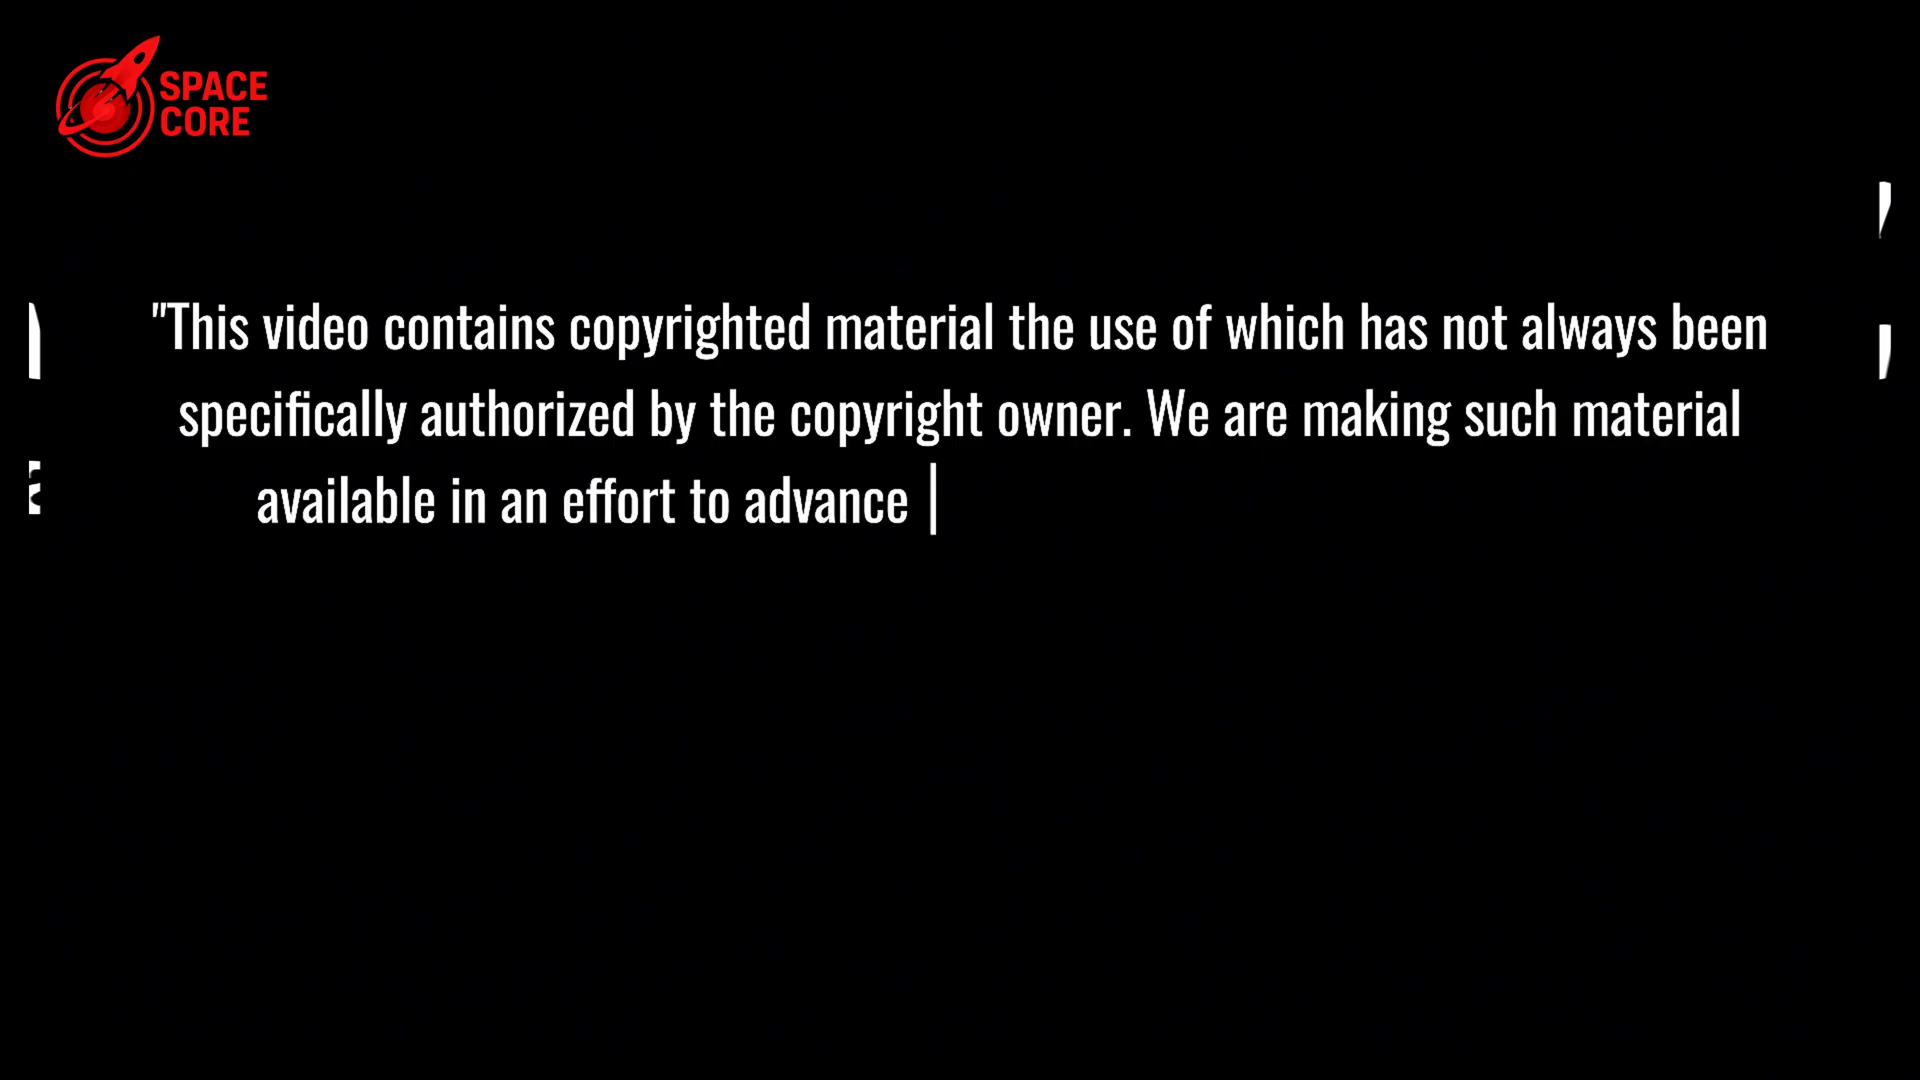 SPACE
CORE
"This video contains copyrighted material the use of which has not always been
specifically authorized by the copyright owner. We are making such material
available in an effort to advance